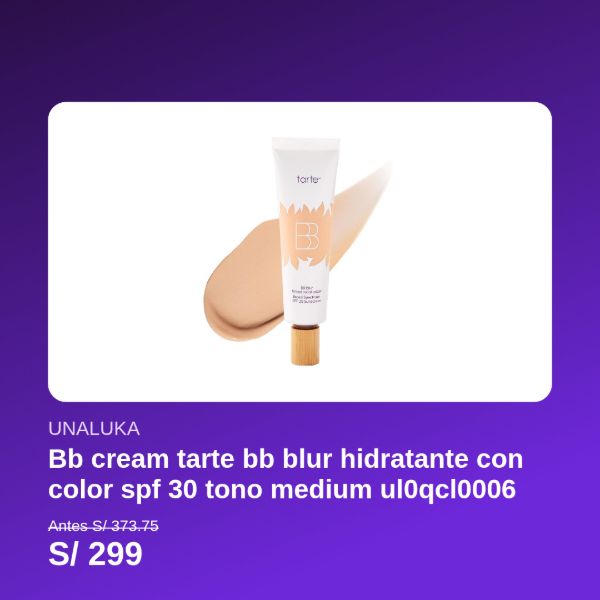 tarte
BB
UNALUKA
Bb cream tarte bb blur hidratante con
color spf 30 tono medium ul0qcl0006
Antes S/ 373.75
S/ 299